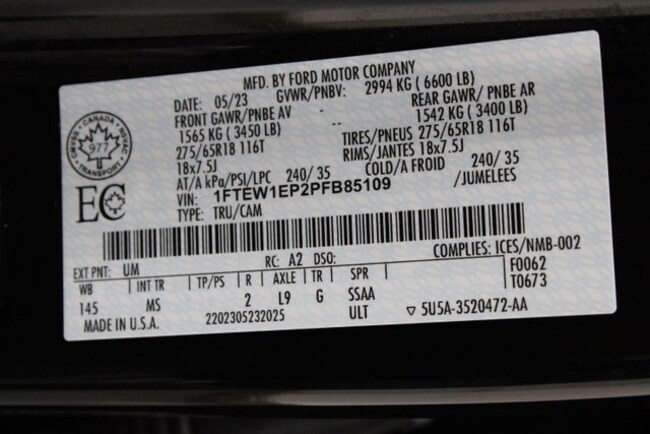 MFD. BY FORD MOTOR COMPANY
DATE: 05/23 GVWR/PNBV: 2994 KG ( 6600 LB)
FRONT GAWR/PNBE AV REAR GAWR/ PNBE AR
1565 KG ( 3450 LB) 1542 KG ( 3400 LB)
275/65R18 116T TIRES/PNEUS 275/65R18 116T
18x7.5J RIMS/JANTES 18x7.5J
AT/A kPa/PSI/LPC 240/ 35 COLD/A FROID 240/ 35
VIN: 1FTEW1EP2PFB85109 /JUMELEES
TYPE: TRU/CAM
CANADA
977
TRANSPORT
EC
EXT PNT: UM RC: A2 DSO: COMPLIES: ICES/NMB-002
WB INT TR TP/PS R AXLE TR SPR F0062
145 MS 2 L9 G SSAA T0673
MADE IN U.S.A. 2202305232025 ULT ▽ 5U5A-3520472-AA